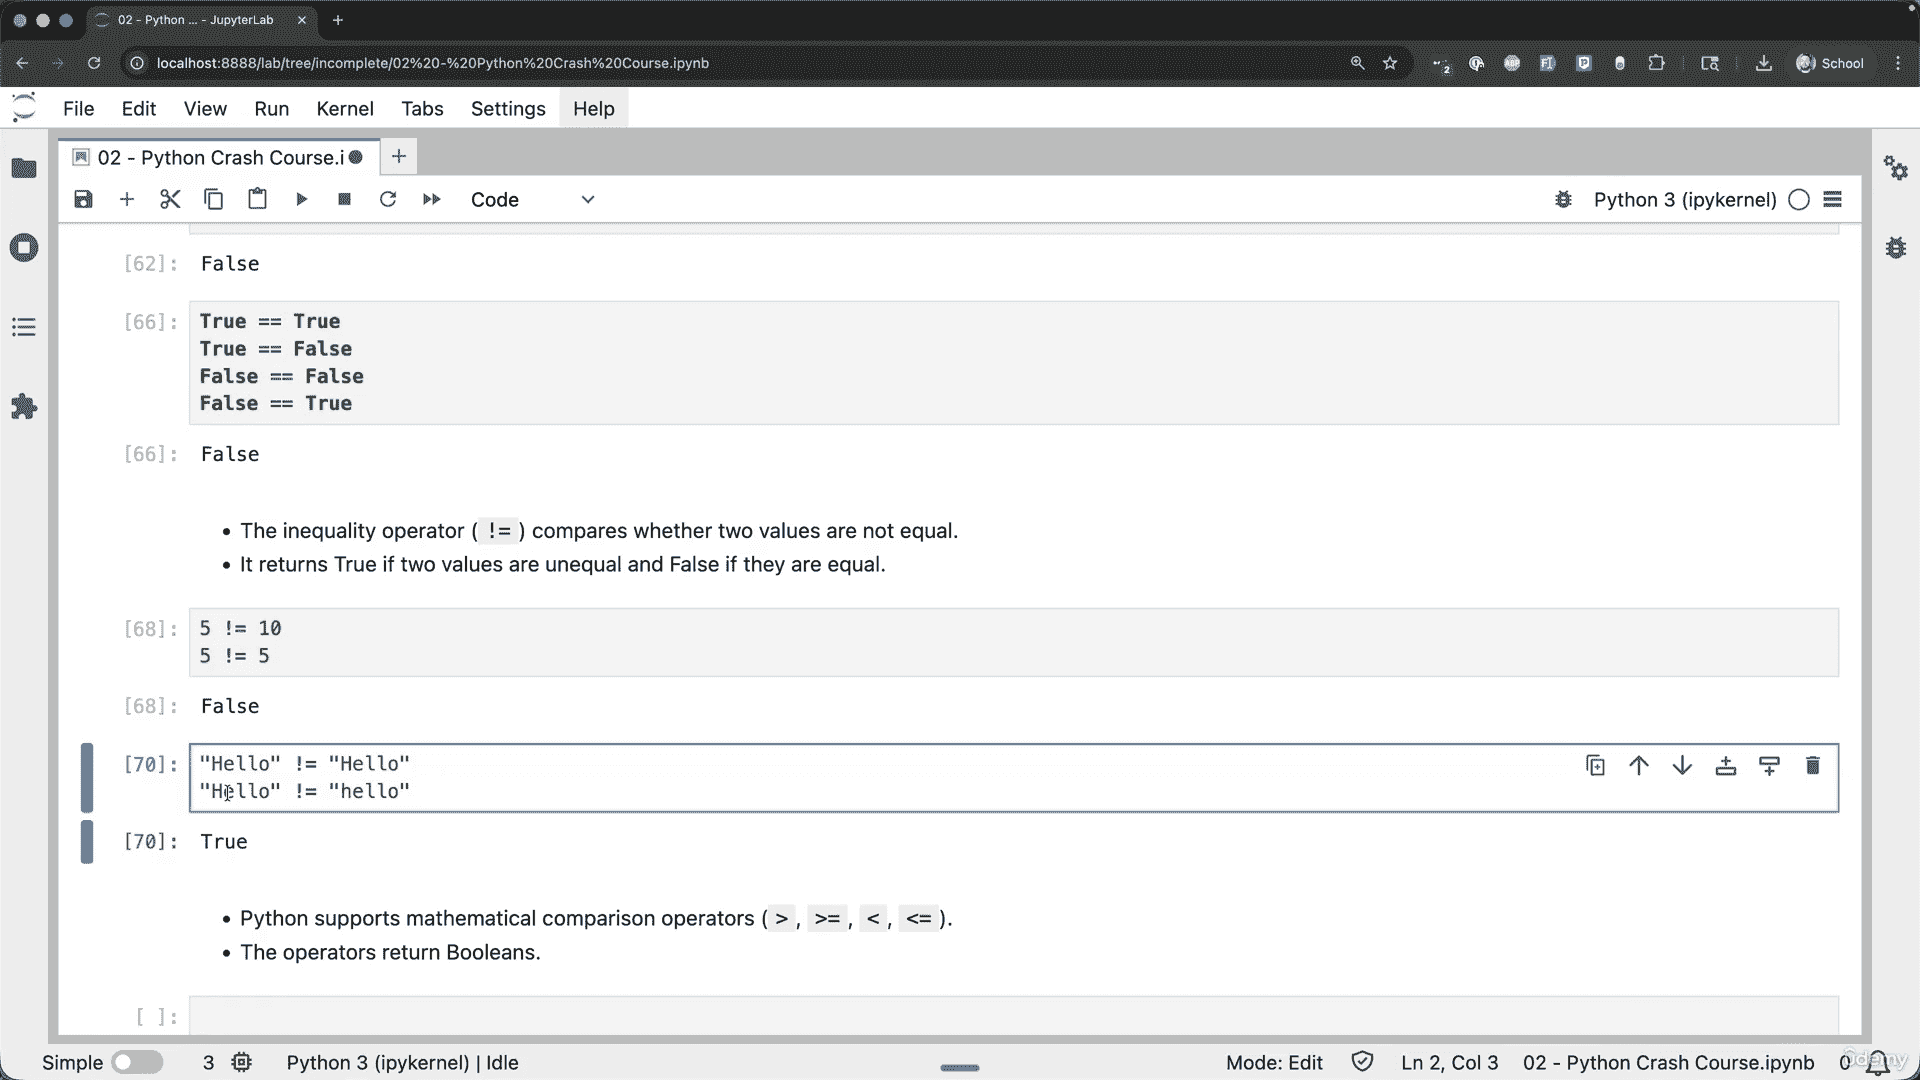 02 - Python ... - JupyterLab
localhost:8888/lab/tree/incomplete/02%20-%20Python%20Crash%20Course.ipynb
2
School
File Edit View Run Kernel Tabs Settings Help
02 - Python Crash Course.i
Code
Python 3 (ipykernel)
[62]: False
[66]: True == True
True == False
False == False
False == True
[66]: False
• The inequality operator ( != ) compares whether two values are not equal.
• It returns True if two values are unequal and False if they are equal.
[68]: 5 != 10
5 != 5
[68]: False
[70]: "Hello" != "Hello"
"Hello" != "hello"
[70]: True
• Python supports mathematical comparison operators ( > , >= , < , <= ).
• The operators return Booleans.
[ ]:
Simple 3 Python 3 (ipykernel) | Idle Mode: Edit Ln 2, Col 3 02 - Python Crash Course.ipynb 0
Udemy